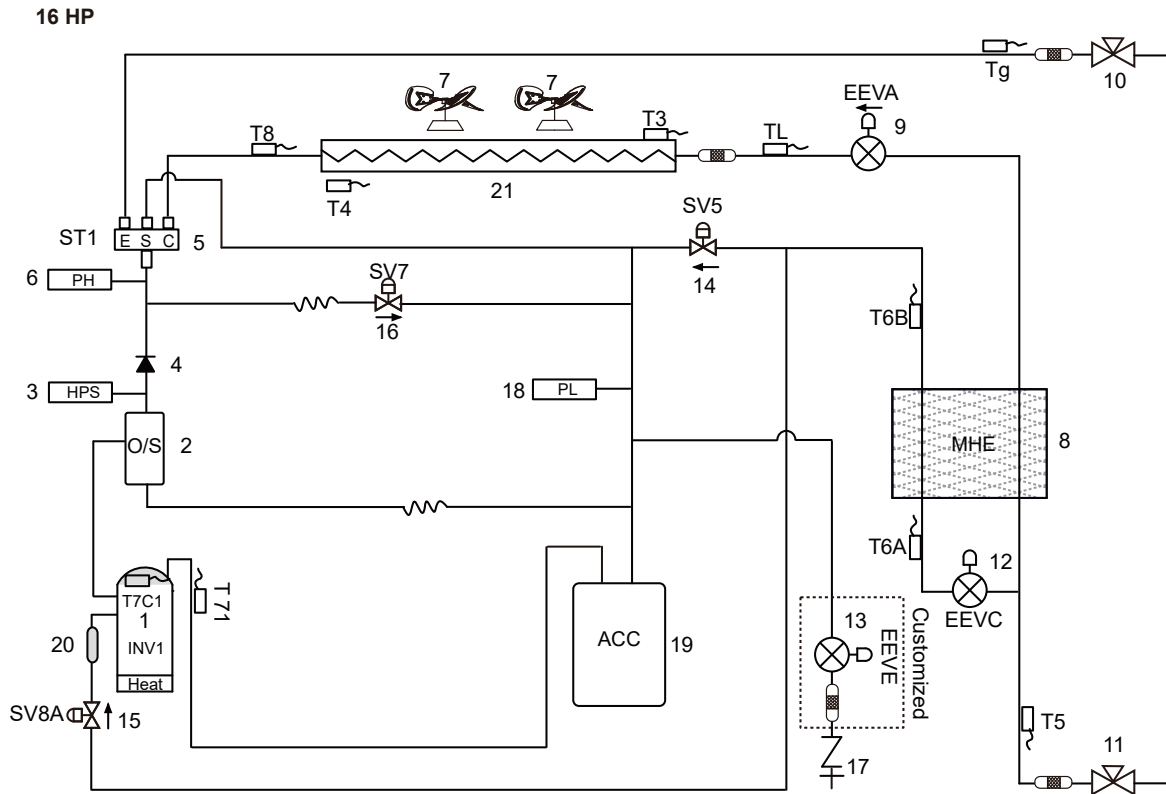 16 HP
7
7
Tg
10
EEVA
9
T8
T3
TL
T4
21
SV5
ST1
E S C
5
6
PH
SV7
14
16
T6B
4
3
HPS
18
PL
O/S
2
MHE
8
T6A
12
T7C1
1
INV1
T71
ACC
19
13
EEVE
Customized
EEVC
20
Heat
SV8A
15
T5
17
11